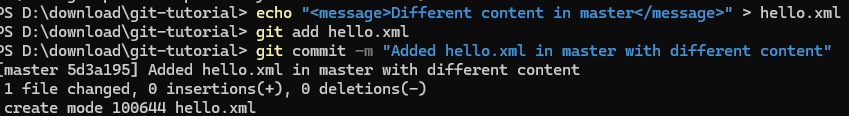 PS D:\download\git-tutorial> echo "<message>Different content in master</message>" > hello.xml
PS D:\download\git-tutorial> git add hello.xml
PS D:\download\git-tutorial> git commit -m "Added hello.xml in master with different content"
[master 5d3a195] Added hello.xml in master with different content
1 file changed, 0 insertions(+), 0 deletions(-)
create mode 100644 hello.xml